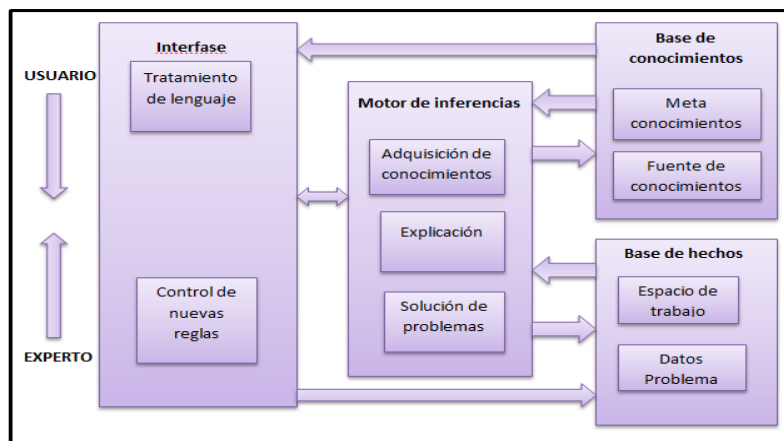 USUARIO
EXPERTO
Interfase
Tratamiento
de lenguaje
Control de
nuevas
reglas
Motor de inferencias
Adquisición de
conocimientos
Explicación
Solución de
problemas
Base de
conocimientos
Meta
conocimientos
Fuente de
conocimientos
Base de hechos
Espacio de
trabajo
Datos
Problema